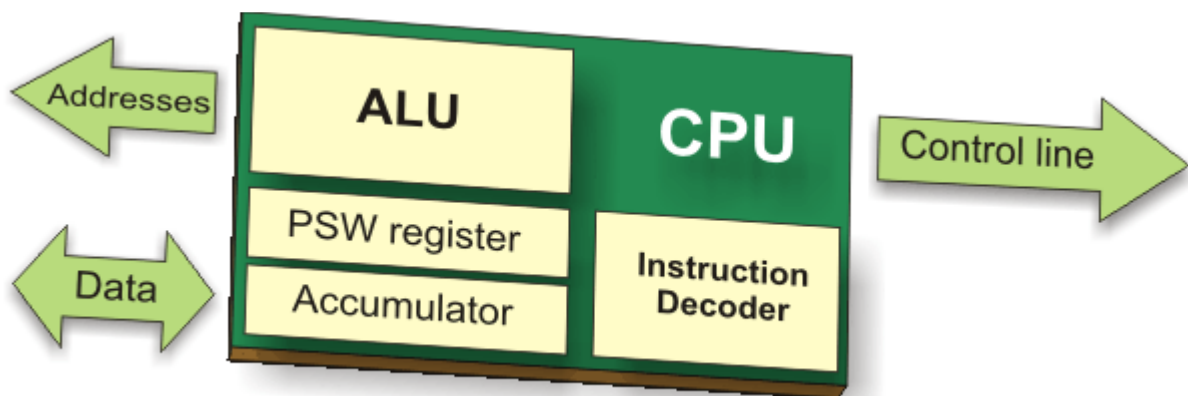 Addresses
ALU
CPU
Control line
PSW register
Data
Accumulator
Instruction
Decoder